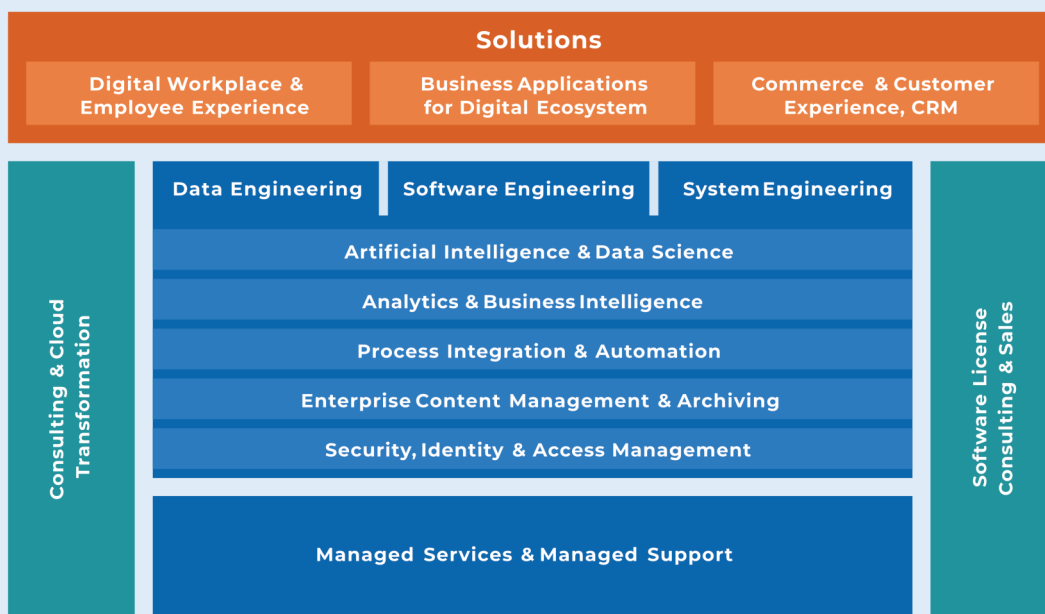 Solutions
Digital Workplace &
Employee Experience
Business Applications
for Digital Ecosystem
Commerce & Customer
Experience, CRM
Consulting & Cloud
Transformation
Data Engineering
Software Engineering
System Engineering
Artificial Intelligence & Data Science
Analytics & Business Intelligence
Process Integration & Automation
Enterprise Content Management & Archiving
Security, Identity & Access Management
Managed Services & Managed Support
Software License
Consulting & Sales